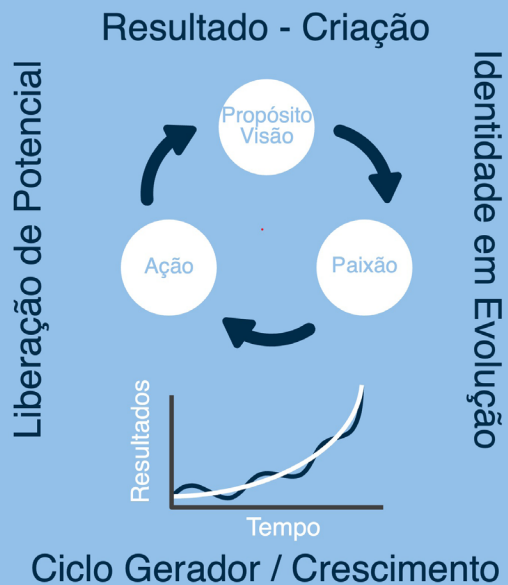 Resultado - Criação
Liberação de Potencial
Identidade em Evolução
Propósito
Visão
Ação
Paixão
Resultados
Tempo
Ciclo Gerador / Crescimento